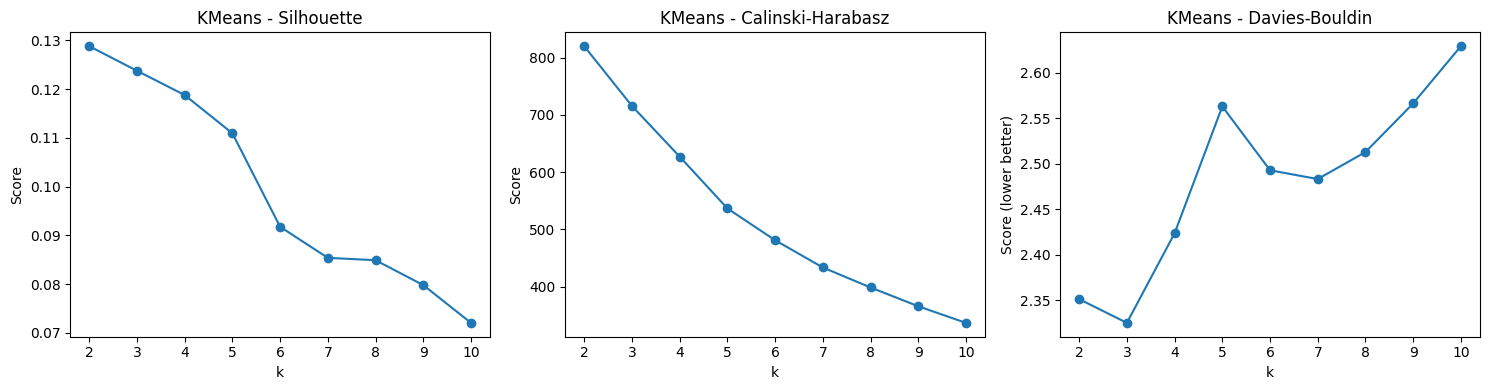 KMeans - Silhouette
0.13
0.12
0.11
0.10
0.09
0.08
0.07
Score
2 3 4 5 6 7 8 9 10
k
KMeans - Calinski-Harabasz
800
700
600
500
400
Score
2 3 4 5 6 7 8 9 10
k
KMeans - Davies-Bouldin
2.60
2.55
2.50
2.45
2.40
2.35
Score (lower better)
2 3 4 5 6 7 8 9 10
k